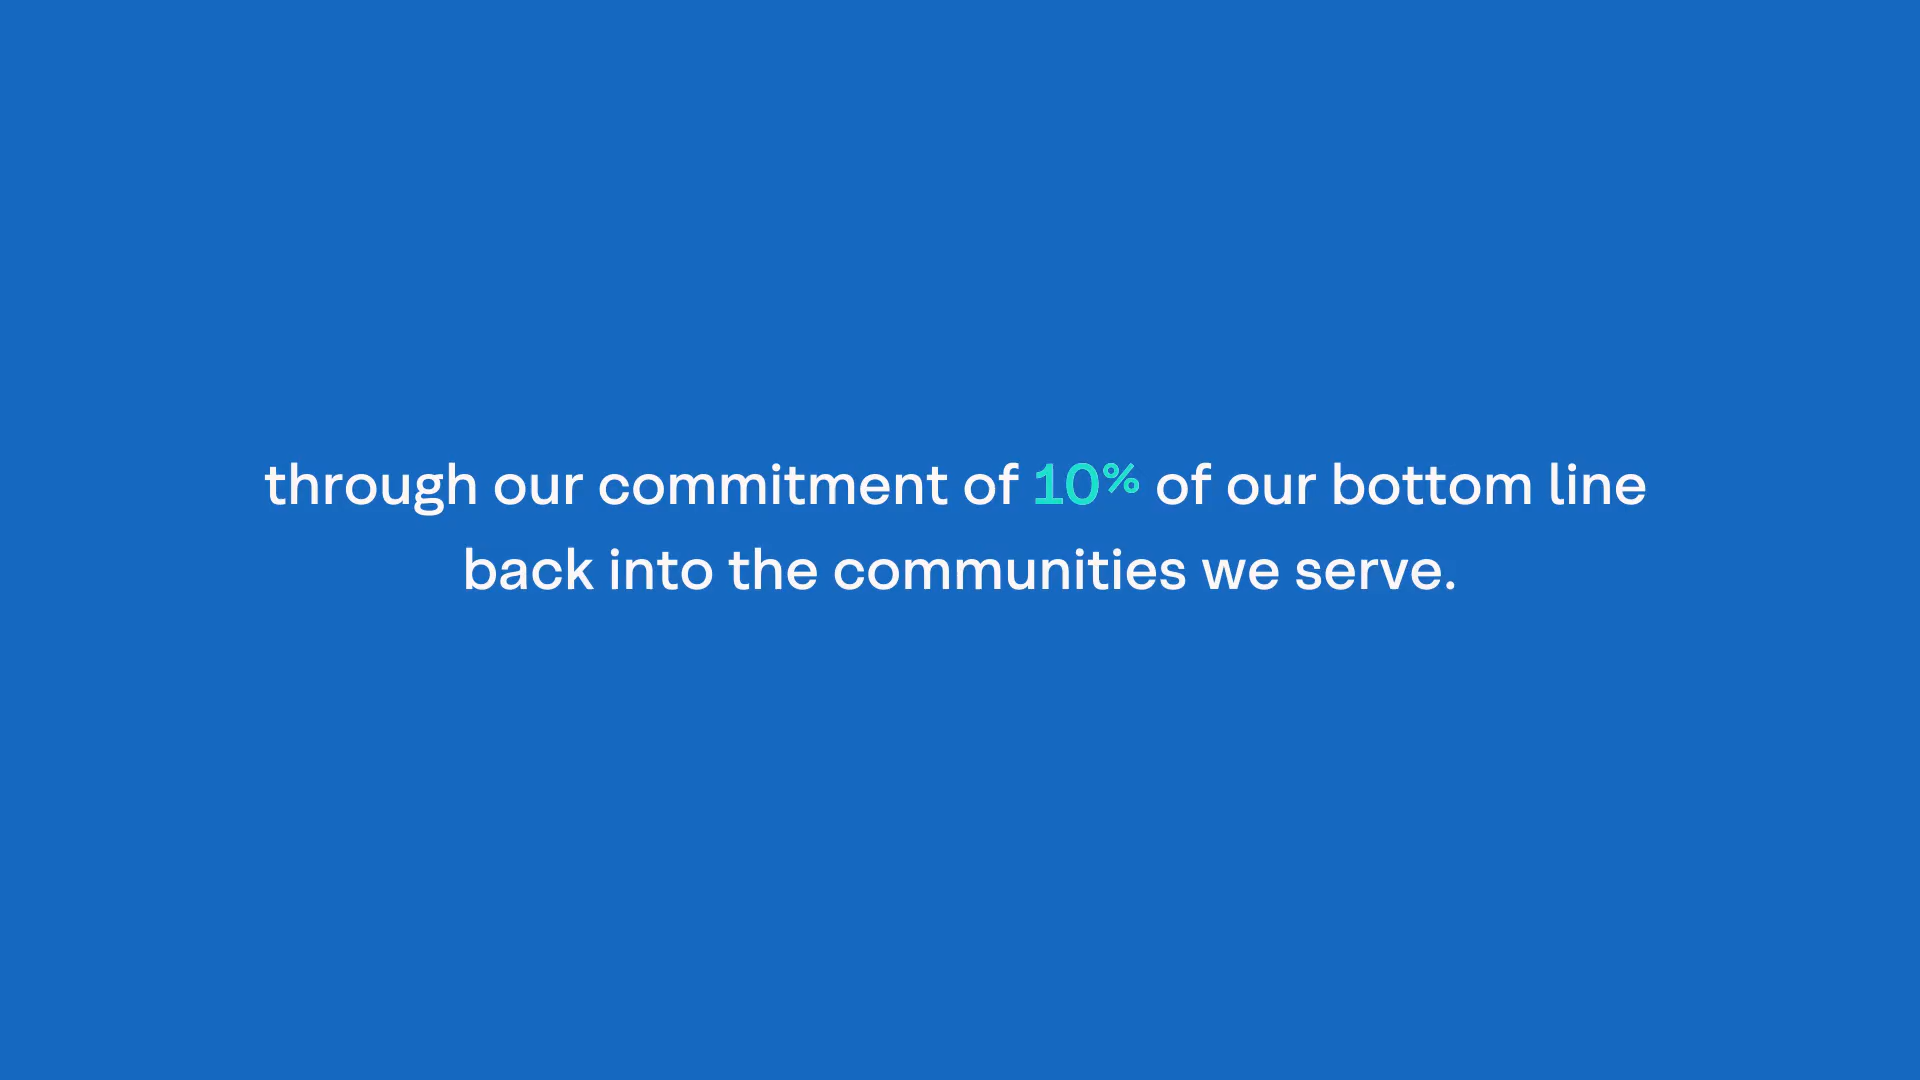 through our commitment of 10% of our bottom line
back into the communities we serve.